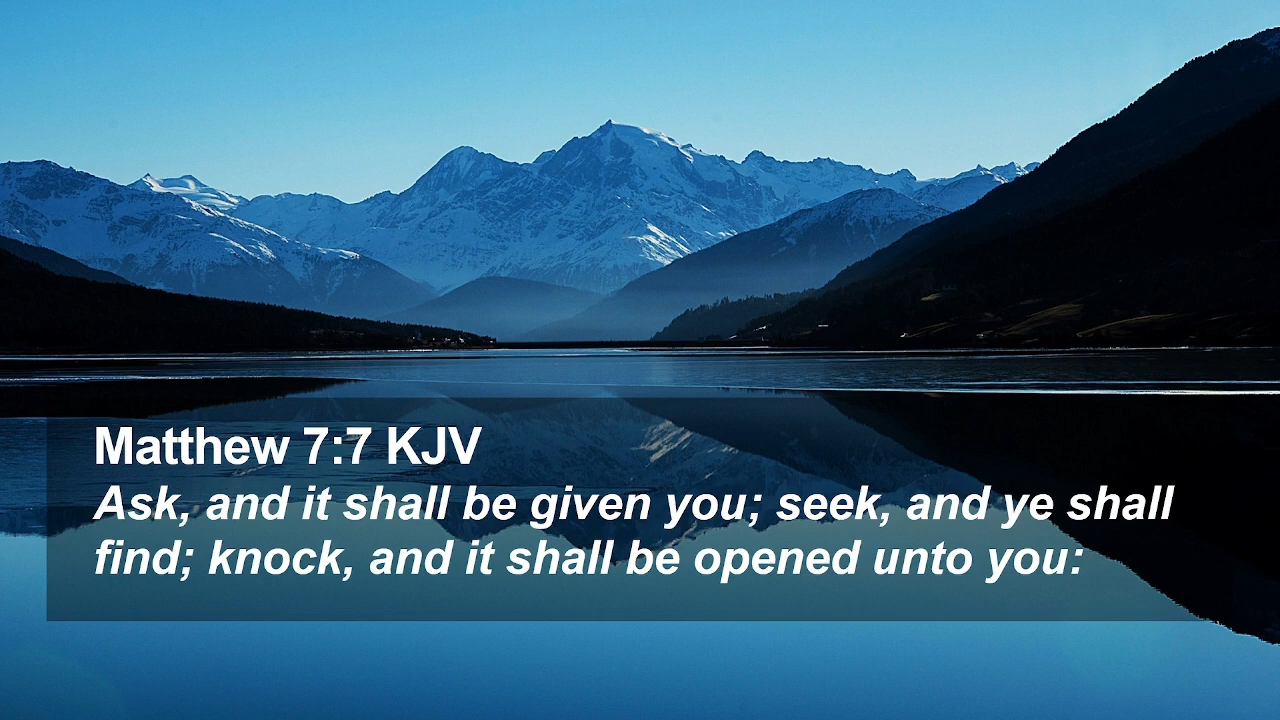 Matthew 7:7 KJV
Ask, and it shall be given you; seek, and ye shall
find; knock, and it shall be opened unto you: